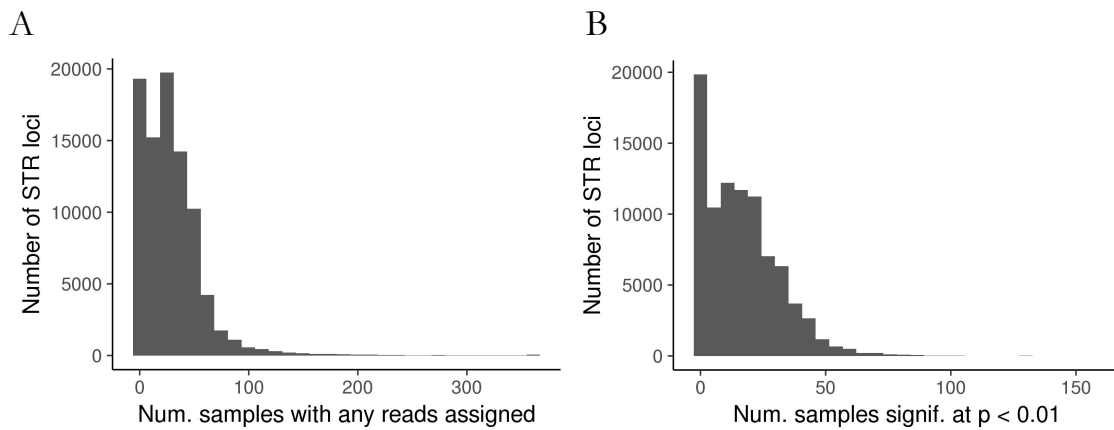 A
Number of STR loci
20000
15000
10000
5000
0
0 100 200 300
Num. samples with any reads assigned
B
Number of STR loci
20000
15000
10000
5000
0
0 50 100 150
Num. samples signif. at p < 0.01